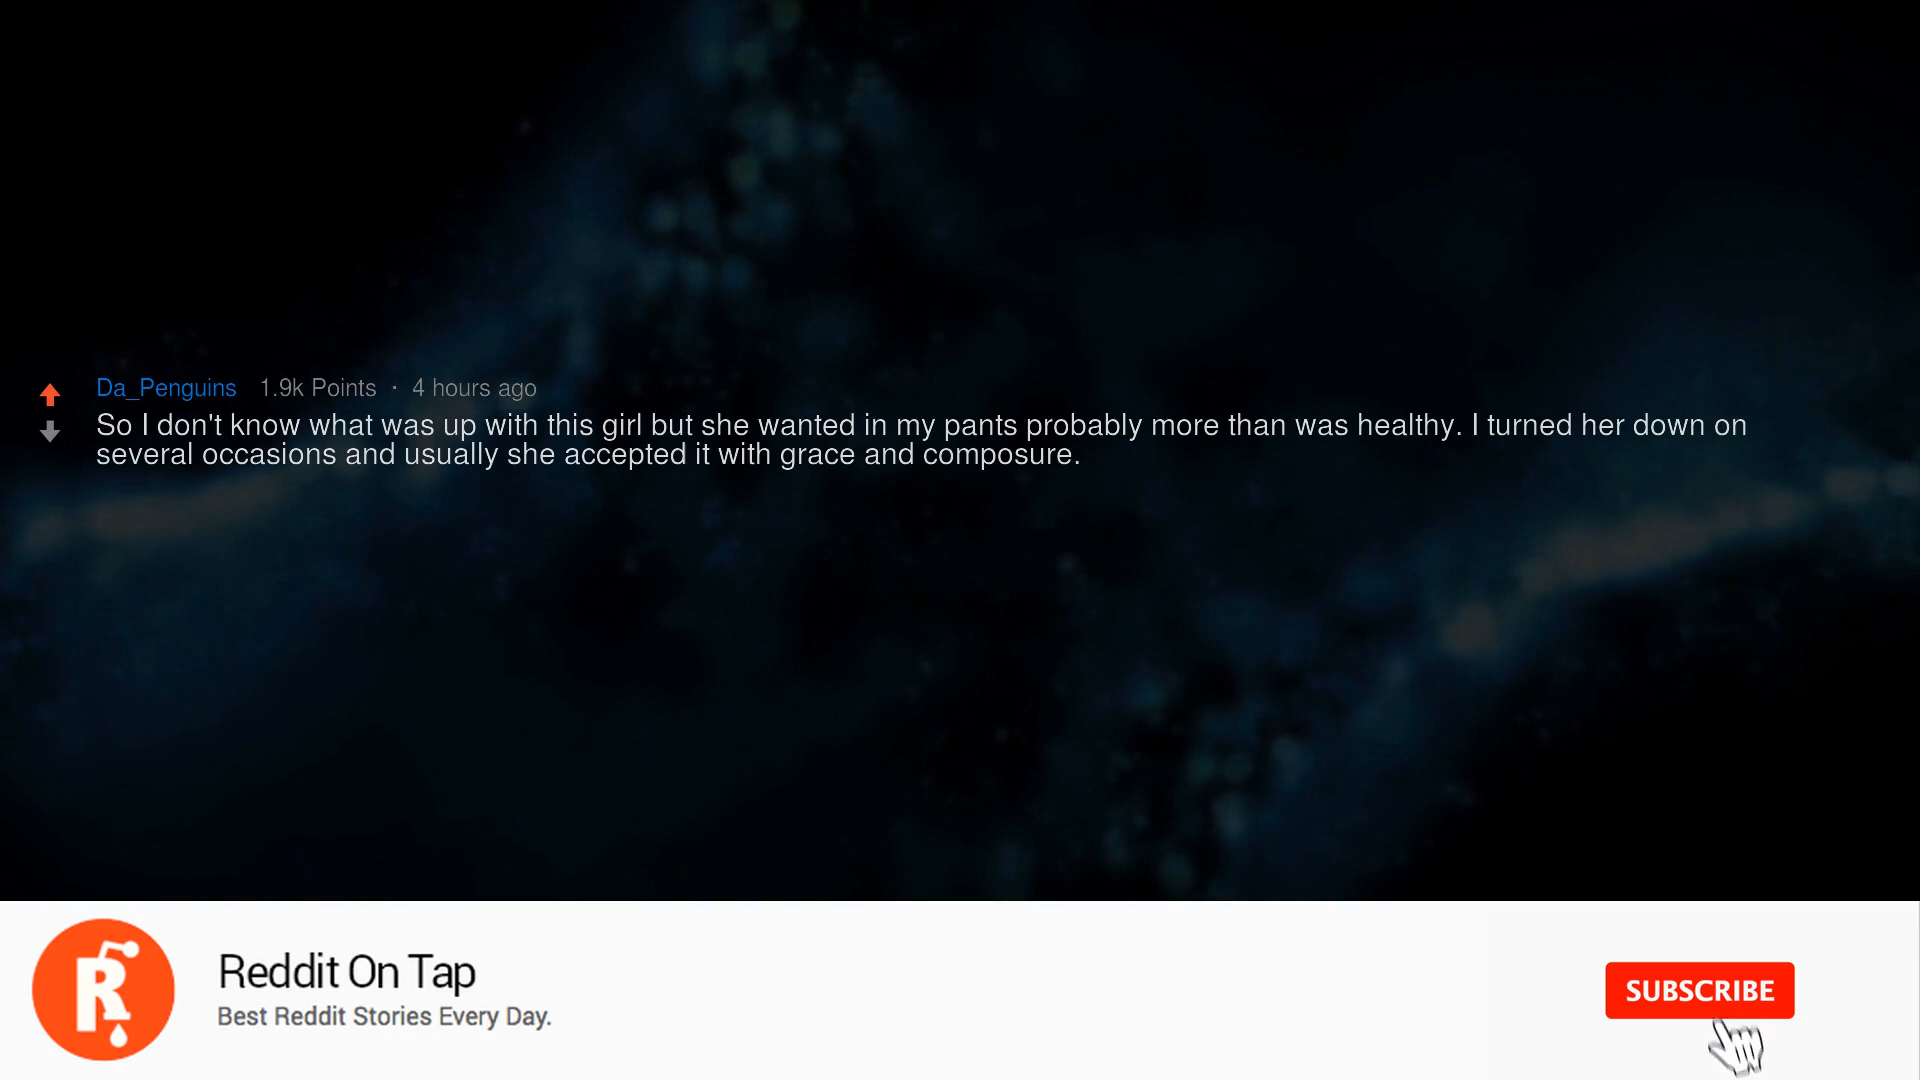 Da_Penguins 1.9k Points · 4 hours ago
So I don't know what was up with this girl but she wanted in my pants probably more than was healthy. I turned her down on
several occasions and usually she accepted it with grace and composure.
Reddit On Tap
Best Reddit Stories Every Day.
SUBSCRIBE